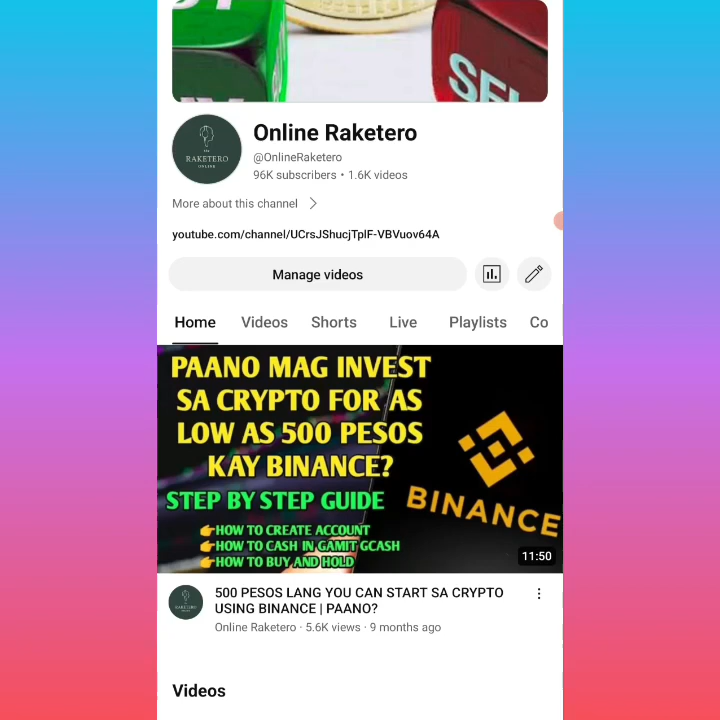 SEL
RAKETERO
ONLINE
Online Raketero
@OnlineRaketero
96K subscribers • 1.6K videos
More about this channel
youtube.com/channel/UCrsJShucjTplF-VBVuov64A
Manage videos
Home Videos Shorts Live Playlists Co
PAANO MAG INVEST
SA CRYPTO FOR AS
LOW AS 500 PESOS
KAY BINANCE?
STEP BY STEP GUIDE
HOW TO CREATE ACCOUNT
HOW TO CASH IN GAMIT GCASH
HOW TO BUY AND HOLD
BINANCE
11:50
500 PESOS LANG YOU CAN START SA CRYPTO
USING BINANCE | PAANO?
Online Raketero · 5.6K views · 9 months ago
Videos